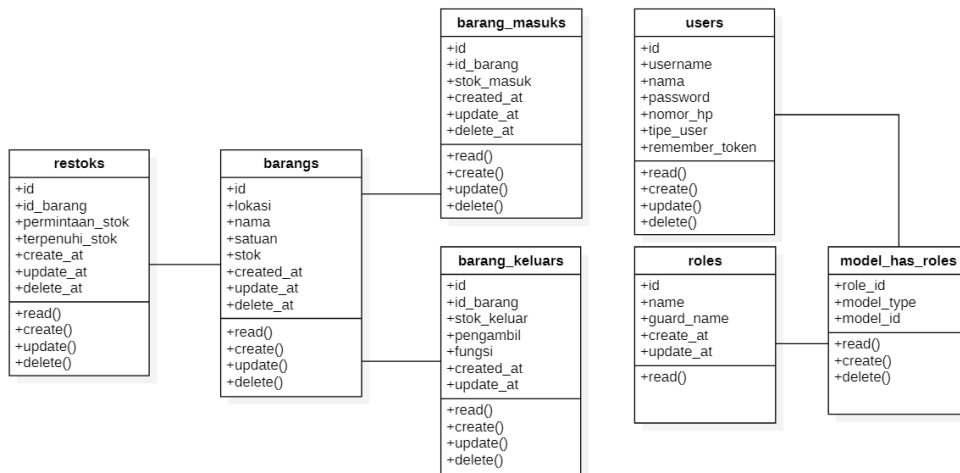 restoks
+id
+id_barang
+permintaan_stok
+terpenuhi_stok
+create_at
+update_at
+delete_at
+read()
+create()
+update()
+delete()
barangs
+id
+lokasi
+nama
+satuan
+stok
+created_at
+update_at
+delete_at
+read()
+create()
+update()
+delete()
barang_masuks
+id
+id_barang
+stok_masuk
+created_at
+update_at
+delete_at
+read()
+create()
+update()
+delete()
barang_keluars
+id
+id_barang
+stok_keluar
+pengambil
+fungsi
+created_at
+update_at
+read()
+create()
+update()
+delete()
users
+id
+username
+nama
+password
+nomor_hp
+tipe_user
+remember_token
+read()
+create()
+update()
+delete()
roles
+id
+name
+guard_name
+create_at
+update_at
+read()
model_has_roles
+role_id
+model_type
+model_id
+read()
+create()
+delete()